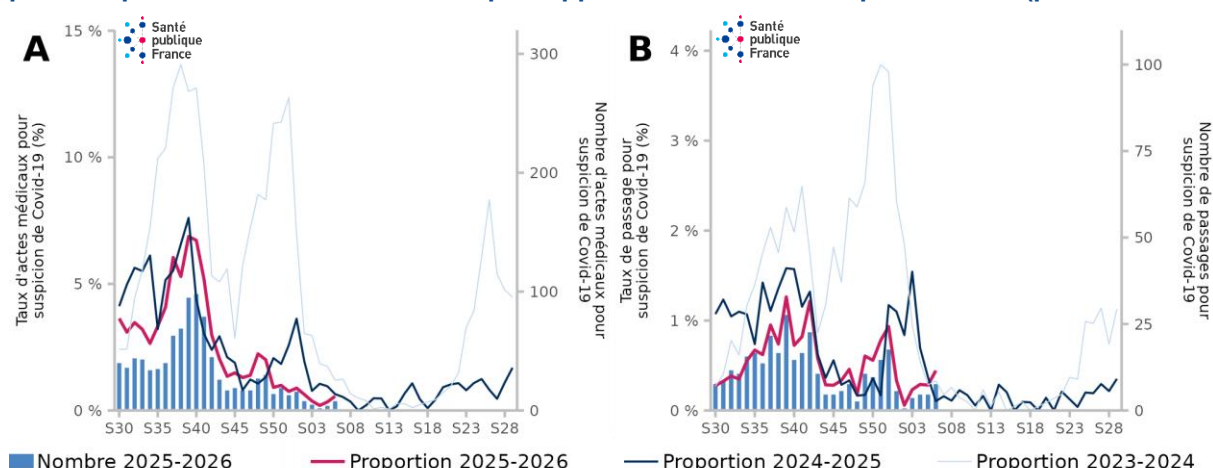 A
Santé
publique
France
15 %
10 %
5 %
0 %
Taux d'actes médicaux pour
suspicion de Covid-19 (%)
300
200
100
0
Nombre d'actes médicaux pour
suspicion de Covid-19
S30 S35 S40 S45 S50 S03 S08 S13 S18 S23 S28
B
Santé
publique
France
4 %
3 %
2 %
1 %
0 %
Taux de passage pour
suspicion de Covid-19 (%)
100
75
50
25
0
Nombre de passages pour
suspicion de Covid-19
S30 S35 S40 S45 S50 S03 S08 S13 S18 S23 S28
Nombre 2025-2026 Proportion 2025-2026 Proportion 2024-2025 Proportion 2023-2024